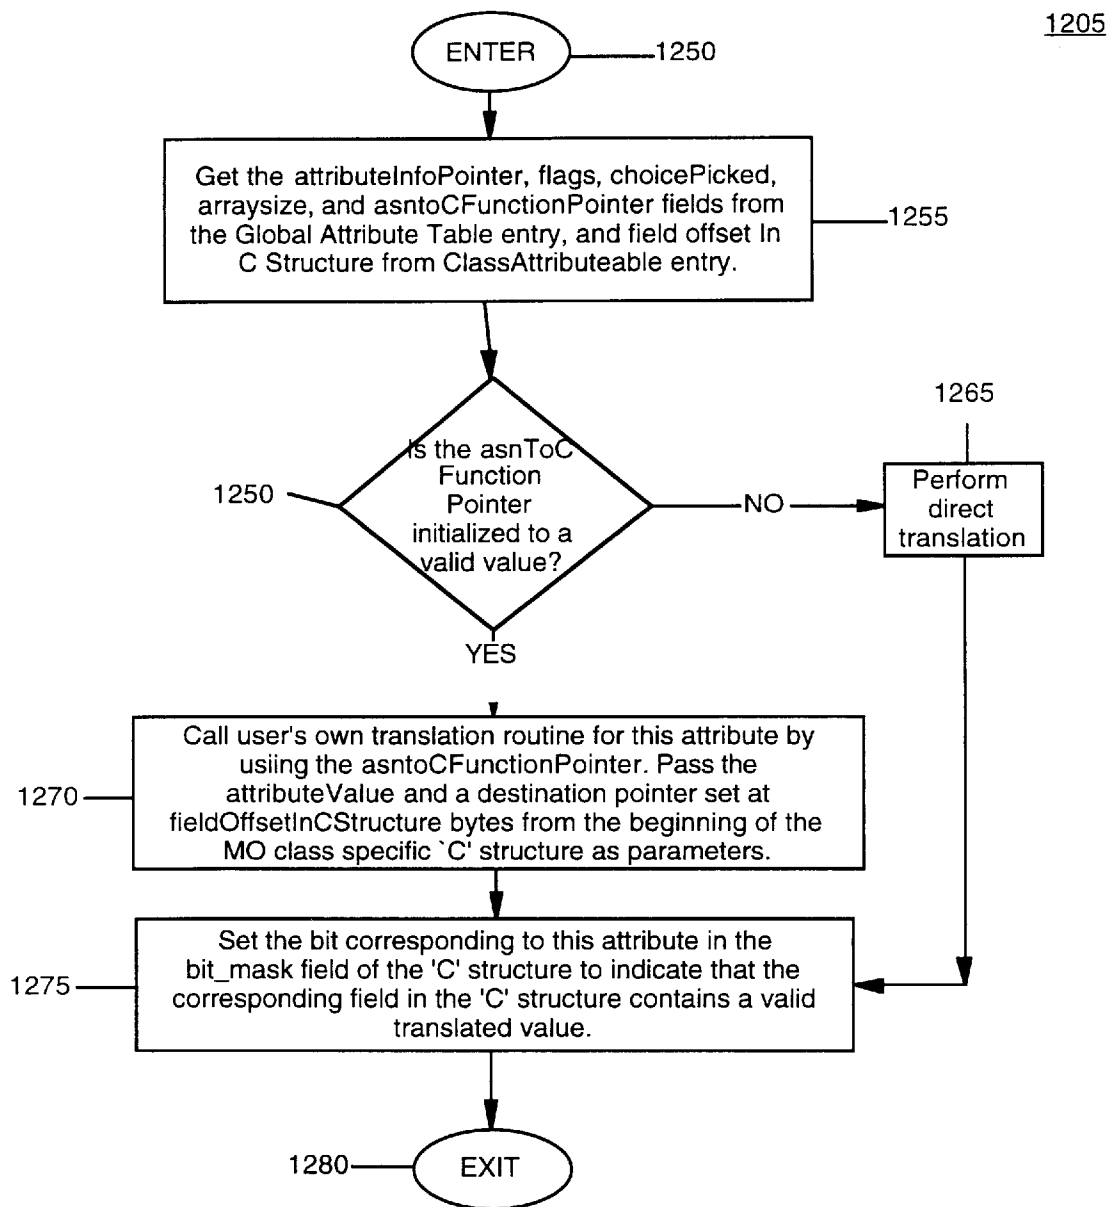 1205
ENTER
1250
Get the attributeInfoPointer, flags, choicePicked,
arraysize, and asntoCFunctionPointer fields from
the Global Attribute Table entry, and field offset In
C Structure from ClassAttributeable entry.
1255
Is the asnToC
Function
Pointer
initialized to a
valid value?
1250
NO
1265
Perform
direct
translation
YES
Call user's own translation routine for this attribute by
usiing the asntoCFunctionPointer. Pass the
attributeValue and a destination pointer set at
fieldOffsetInCStructure bytes from the beginning of the
MO class specific `C' structure as parameters.
1270
Set the bit corresponding to this attribute in the
bit_mask field of the 'C' structure to indicate that the
corresponding field in the 'C' structure contains a valid
translated value.
1275
1280
EXIT